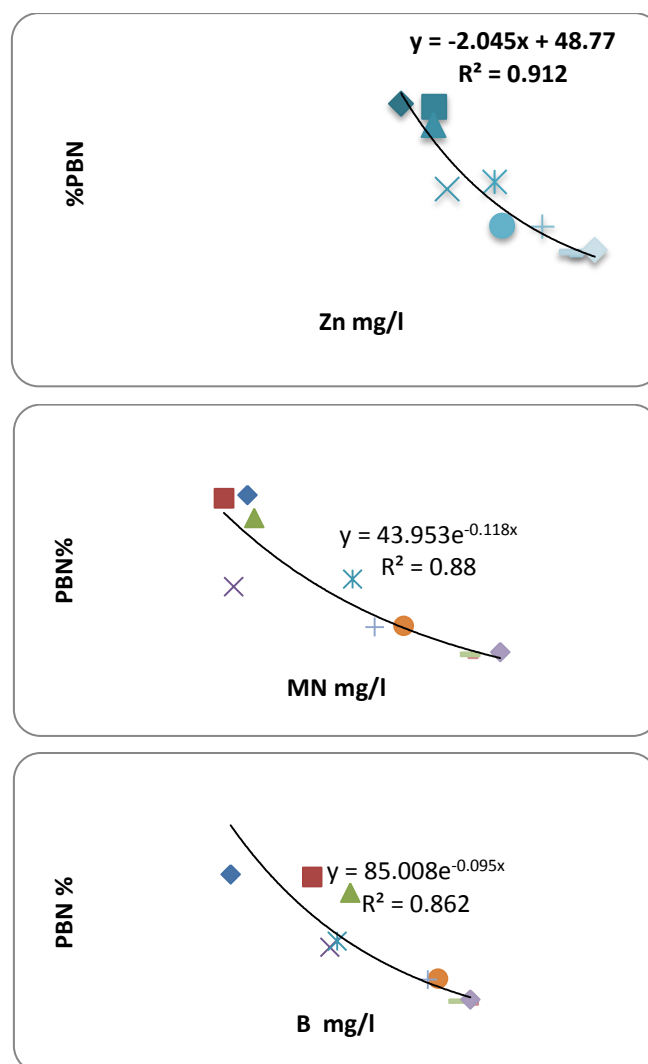 y = -2.045x + 48.77
R² = 0.912
%PBN
Zn mg/l
y = 43.953e^-0.118x
R² = 0.88
PBN%
MN mg/l
y = 85.008e^-0.095x
R² = 0.862
PBN %
B mg/l